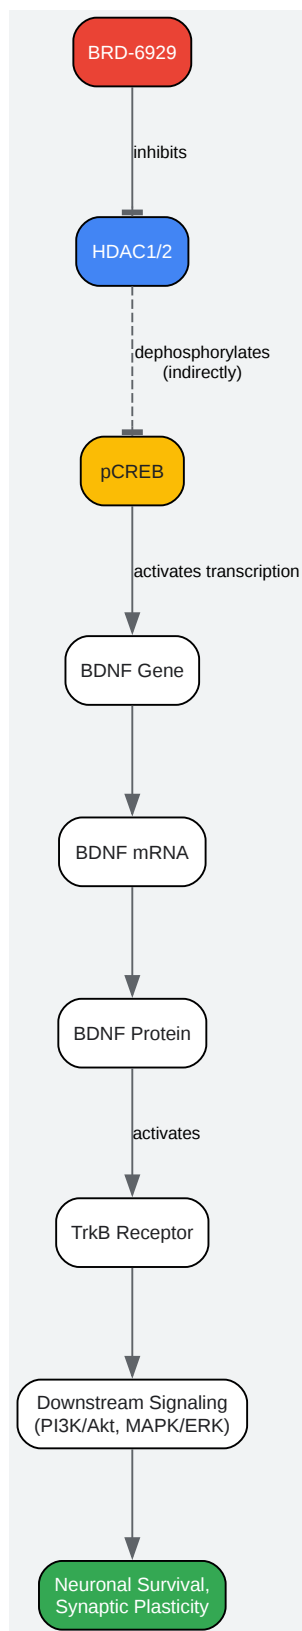 BRD-6929
inhibits
HDAC1/2
dephosphorylates
(indirectly)
pCREB
activates transcription
BDNF Gene
BDNF mRNA
BDNF Protein
activates
TrkB Receptor
Downstream Signaling
(PI3K/Akt, MAPK/ERK)
Neuronal Survival,
Synaptic Plasticity